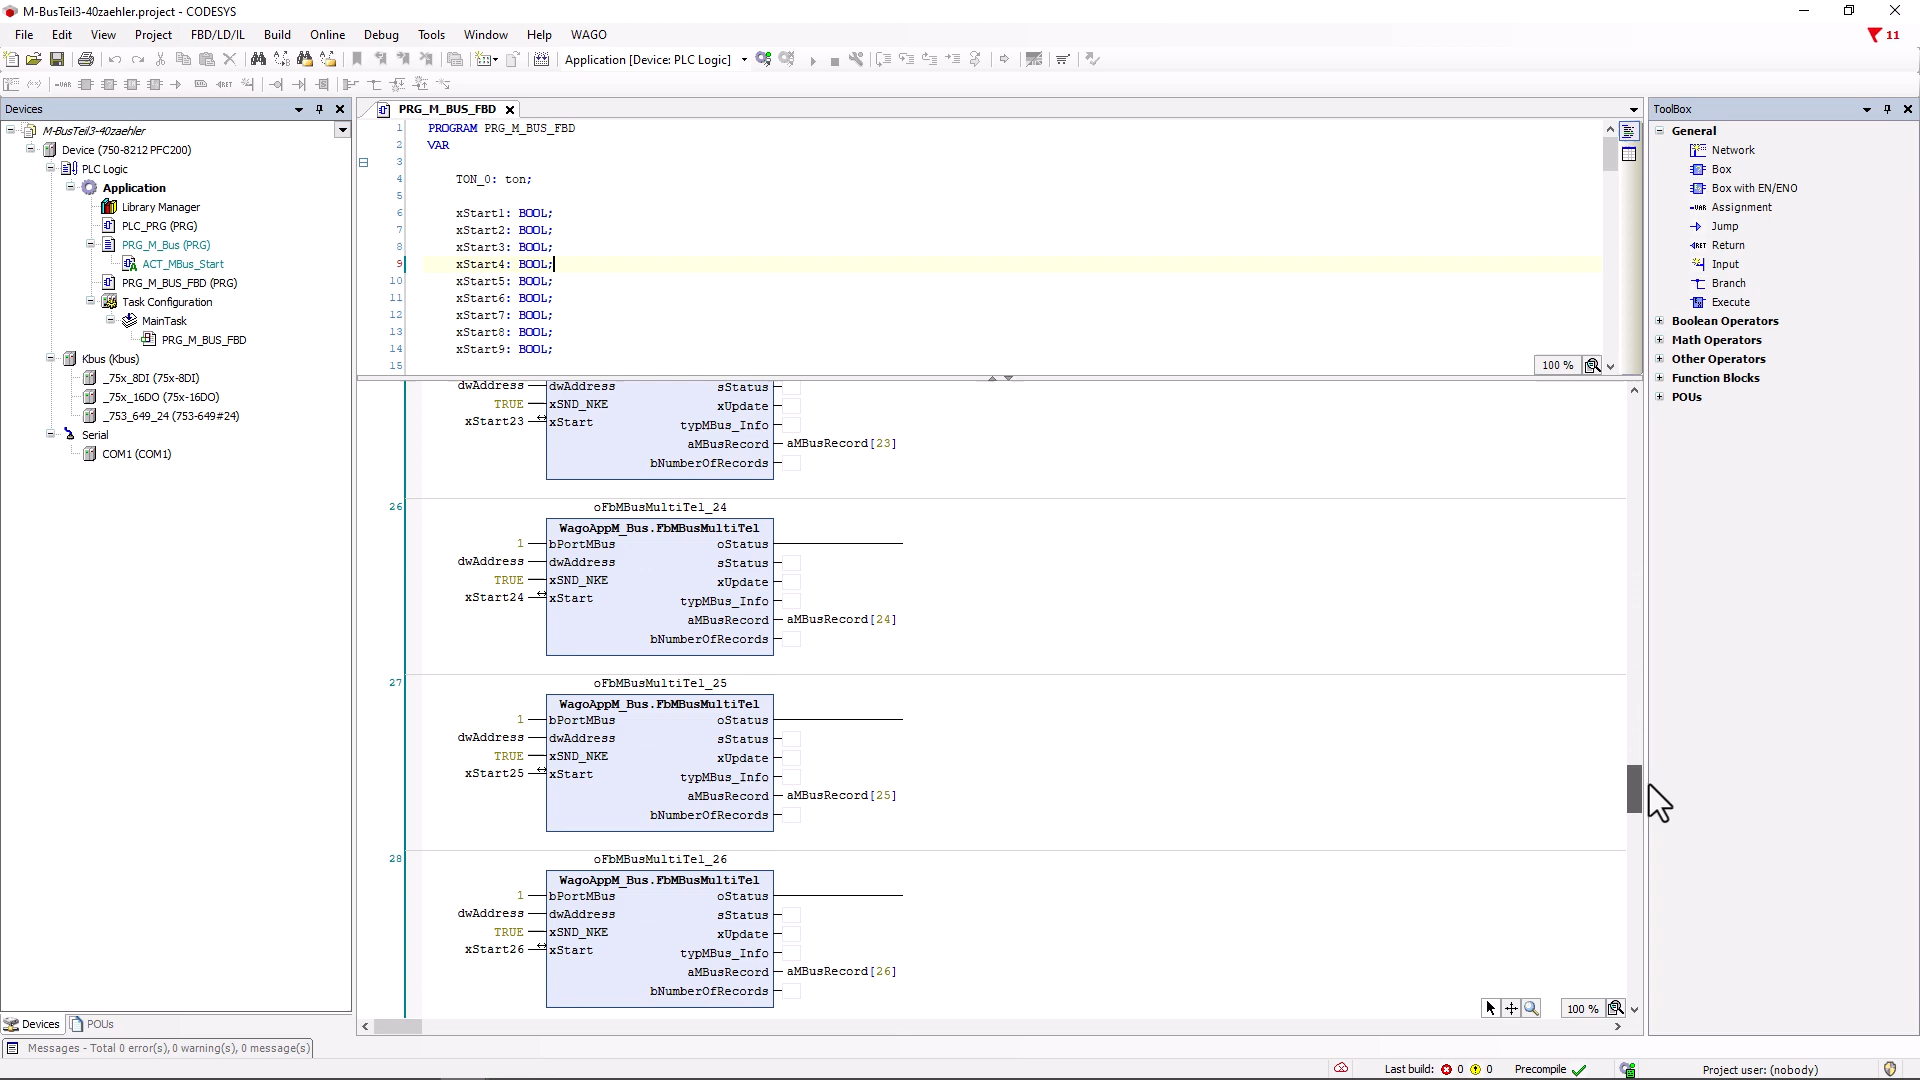 M-BusTeil3-40zaehler.project - CODESYS
File Edit View Project FBD/LD/IL Build Online Debug Tools Window Help WAGO
11
Application [Device: PLC Logic]
Devices
M-BusTeil3-40zaehler
Device (750-8212 PFC200)
PLC Logic
Application
Library Manager
PLC_PRG (PRG)
PRG_M_Bus (PRG)
ACT_MBus_Start
PRG_M_BUS_FBD (PRG)
Task Configuration
MainTask
PRG_M_BUS_FBD
Kbus (Kbus)
_75x_8DI (75x-8DI)
_75x_16DO (75x-16DO)
_753_649_24 (753-649#24)
Serial
COM1 (COM1)
Devices POUs
PRG_M_BUS_FBD
1 PROGRAM PRG_M_BUS_FBD
2 VAR
3
4 TON_0: ton;
5
6 xStart1: BOOL;
7 xStart2: BOOL;
8 xStart3: BOOL;
9 xStart4: BOOL;
10 xStart5: BOOL;
11 xStart6: BOOL;
12 xStart7: BOOL;
13 xStart8: BOOL;
14 xStart9: BOOL;
15
100 %
dwAddress dwAddress sStatus
TRUE xSND_NKE xUpdate
xStart23 xStart typMBus_Info
aMBusRecord aMBusRecord[23]
bNumberOfRecords
26 oFbMBusMultiTel_24
WagoAppM_Bus.FbMBusMultiTel
1 bPortMBus oStatus
dwAddress dwAddress sStatus
TRUE xSND_NKE xUpdate
xStart24 xStart typMBus_Info
aMBusRecord aMBusRecord[24]
bNumberOfRecords
27 oFbMBusMultiTel_25
WagoAppM_Bus.FbMBusMultiTel
1 bPortMBus oStatus
dwAddress dwAddress sStatus
TRUE xSND_NKE xUpdate
xStart25 xStart typMBus_Info
aMBusRecord aMBusRecord[25]
bNumberOfRecords
28 oFbMBusMultiTel_26
WagoAppM_Bus.FbMBusMultiTel
1 bPortMBus oStatus
dwAddress dwAddress sStatus
TRUE xSND_NKE xUpdate
xStart26 xStart typMBus_Info
aMBusRecord aMBusRecord[26]
bNumberOfRecords
100 %
ToolBox
General
Network
Box
Box with EN/ENO
Assignment
Jump
Return
Input
Branch
Execute
Boolean Operators
Math Operators
Other Operators
Function Blocks
POUs
Messages - Total 0 error(s), 0 warning(s), 0 message(s)
Last build: 0 0 Precompile Project user: (nobody)